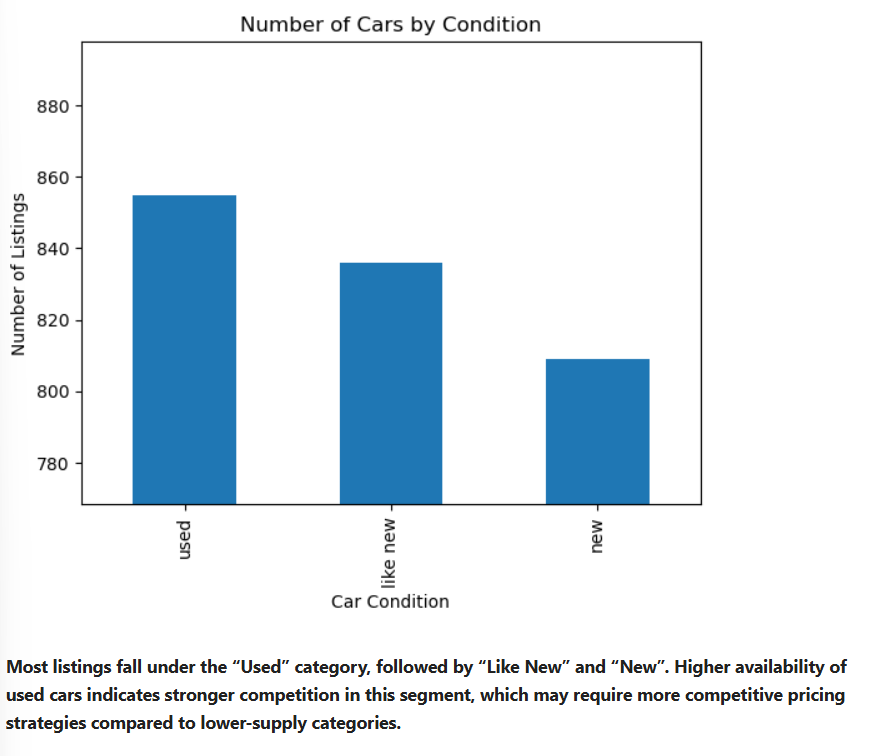 Number of Cars by Condition
880
860
840
820
800
780
Number of Listings
used
like new
new
Car Condition
Most listings fall under the “Used” category, followed by “Like New” and “New”. Higher availability of
used cars indicates stronger competition in this segment, which may require more competitive pricing
strategies compared to lower-supply categories.